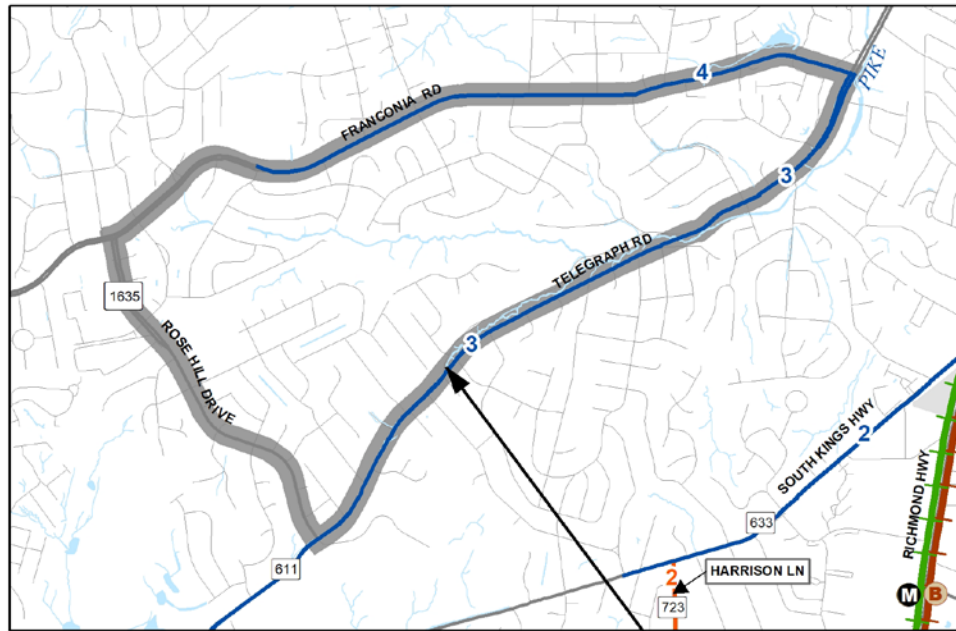 4
PIKE
FRANCONIA RD
3
TELEGRAPH RD
1635
ROSE HILL DRIVE
3
SOUTH KINGS HWY
2
RICHMOND HWY
633
611
2
HARRISON LN
723
M
B